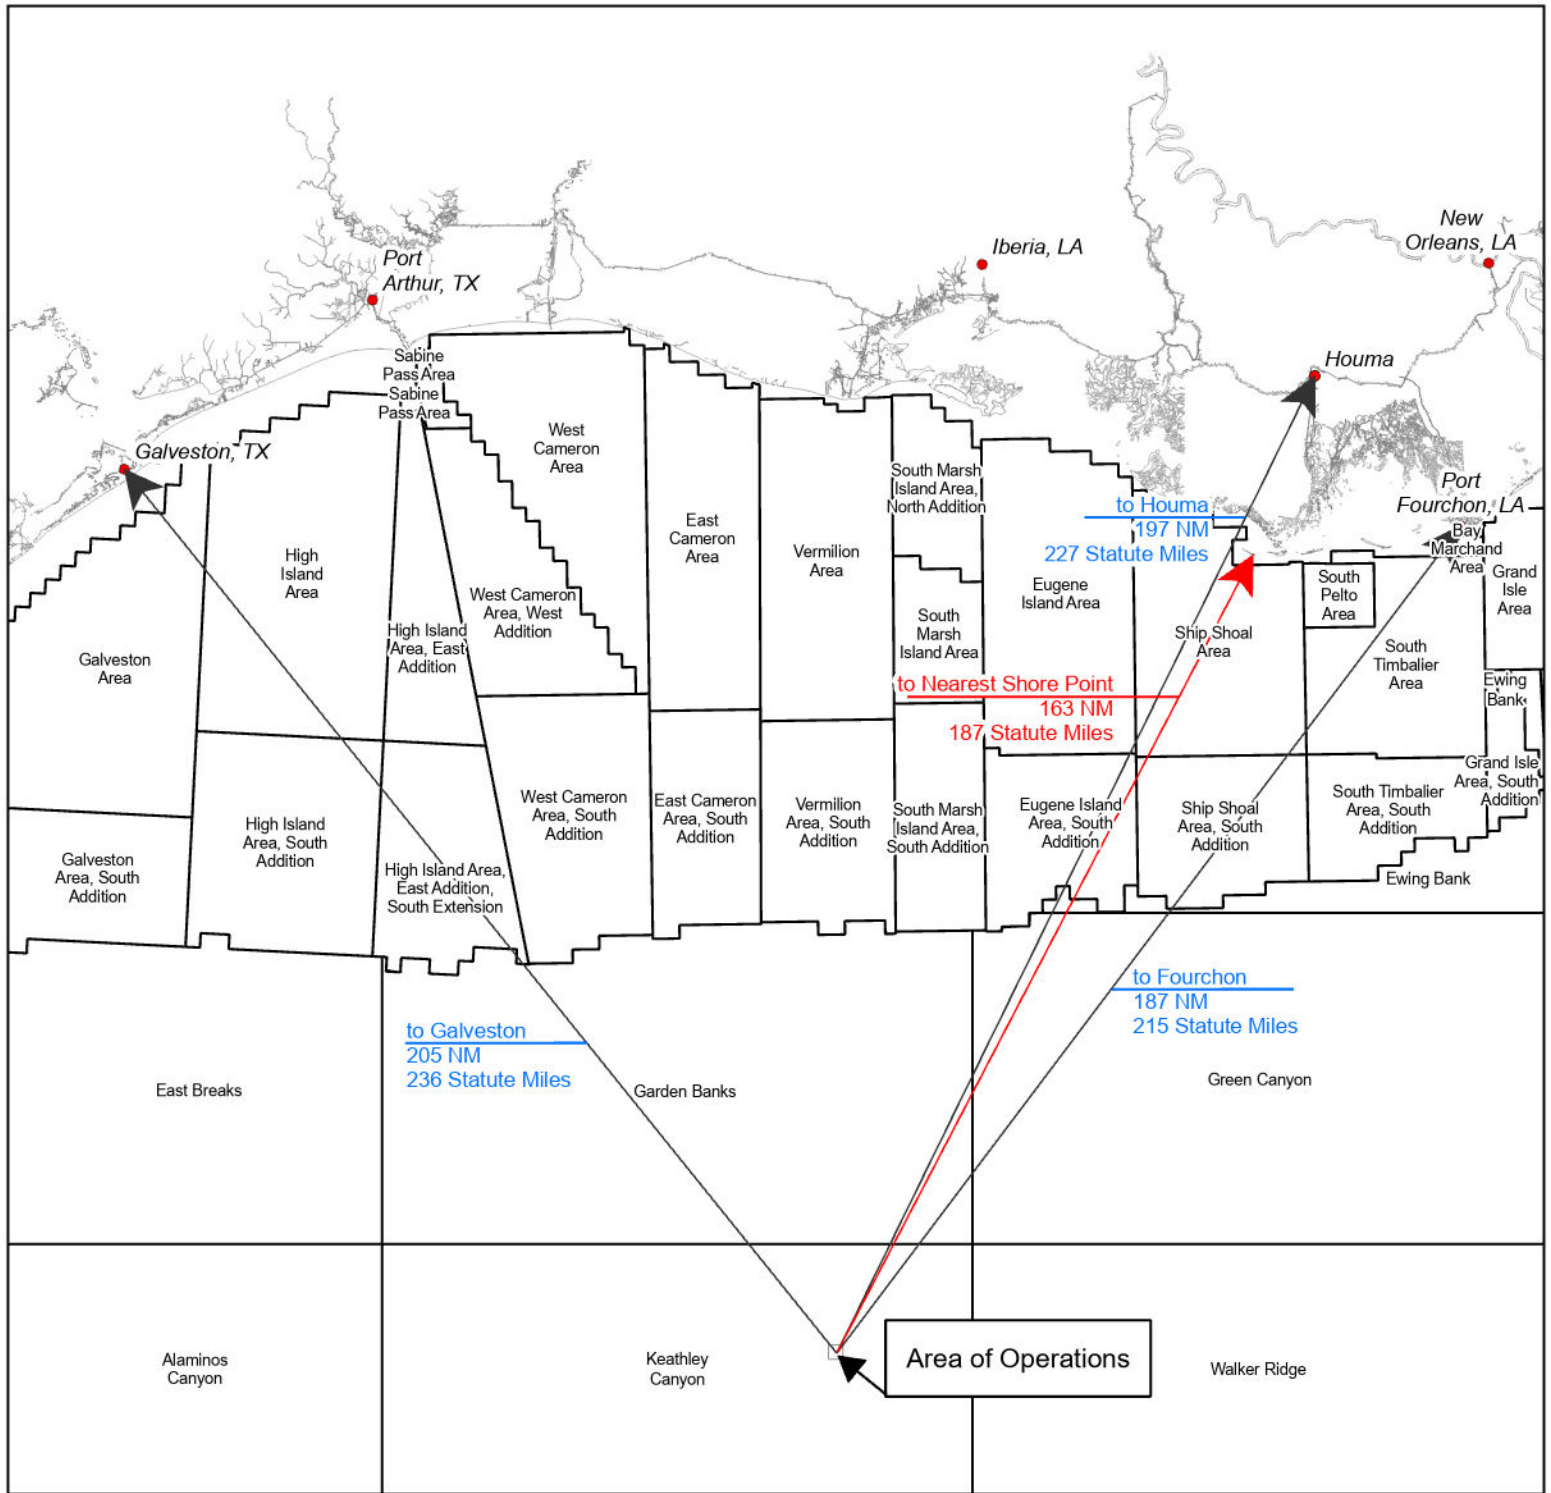 New
Orleans, LA
Iberia, LA
Port
Arthur, TX
Houma
Sabine
Pass Area
Sabine
Pass Area
Galveston, TX
West
Cameron
Area
South Marsh
Island Area,
North Addition
Port
Fourchon, LA
to Houma
197 NM
227 Statute Miles
East
Cameron
Area
Bay
Marchand
Area
High
Island
Area
Vermilion
Area
Eugene
Island Area
South
Pelto
Area
Grand
Isle
Area
West Cameron
Area, West
Addition
South
Marsh
Island Area
High Island
Area, East
Addition
Ship Shoal
Area
South
Timbalier
Area
Galveston
Area
to Nearest Shore Point
163 NM
187 Statute Miles
Ewing
Bank
Grand Isle
Area, South
Addition
West Cameron
Area, South
Addition
East Cameron
Area, South
Addition
Vermilion
Area, South
Addition
South Marsh
Island Area,
South Addition
Eugene Island
Area, South
Addition
Ship Shoal
Area, South
Addition
South Timbalier
Area, South
Addition
High Island
Area, South
Addition
Galveston
Area, South
Addition
High Island Area,
East Addition,
South Extension
Ewing Bank
to Fourchon
187 NM
215 Statute Miles
to Galveston
205 NM
236 Statute Miles
East Breaks
Garden Banks
Green Canyon
Alaminos
Canyon
Keathley
Canyon
Area of Operations
Walker Ridge